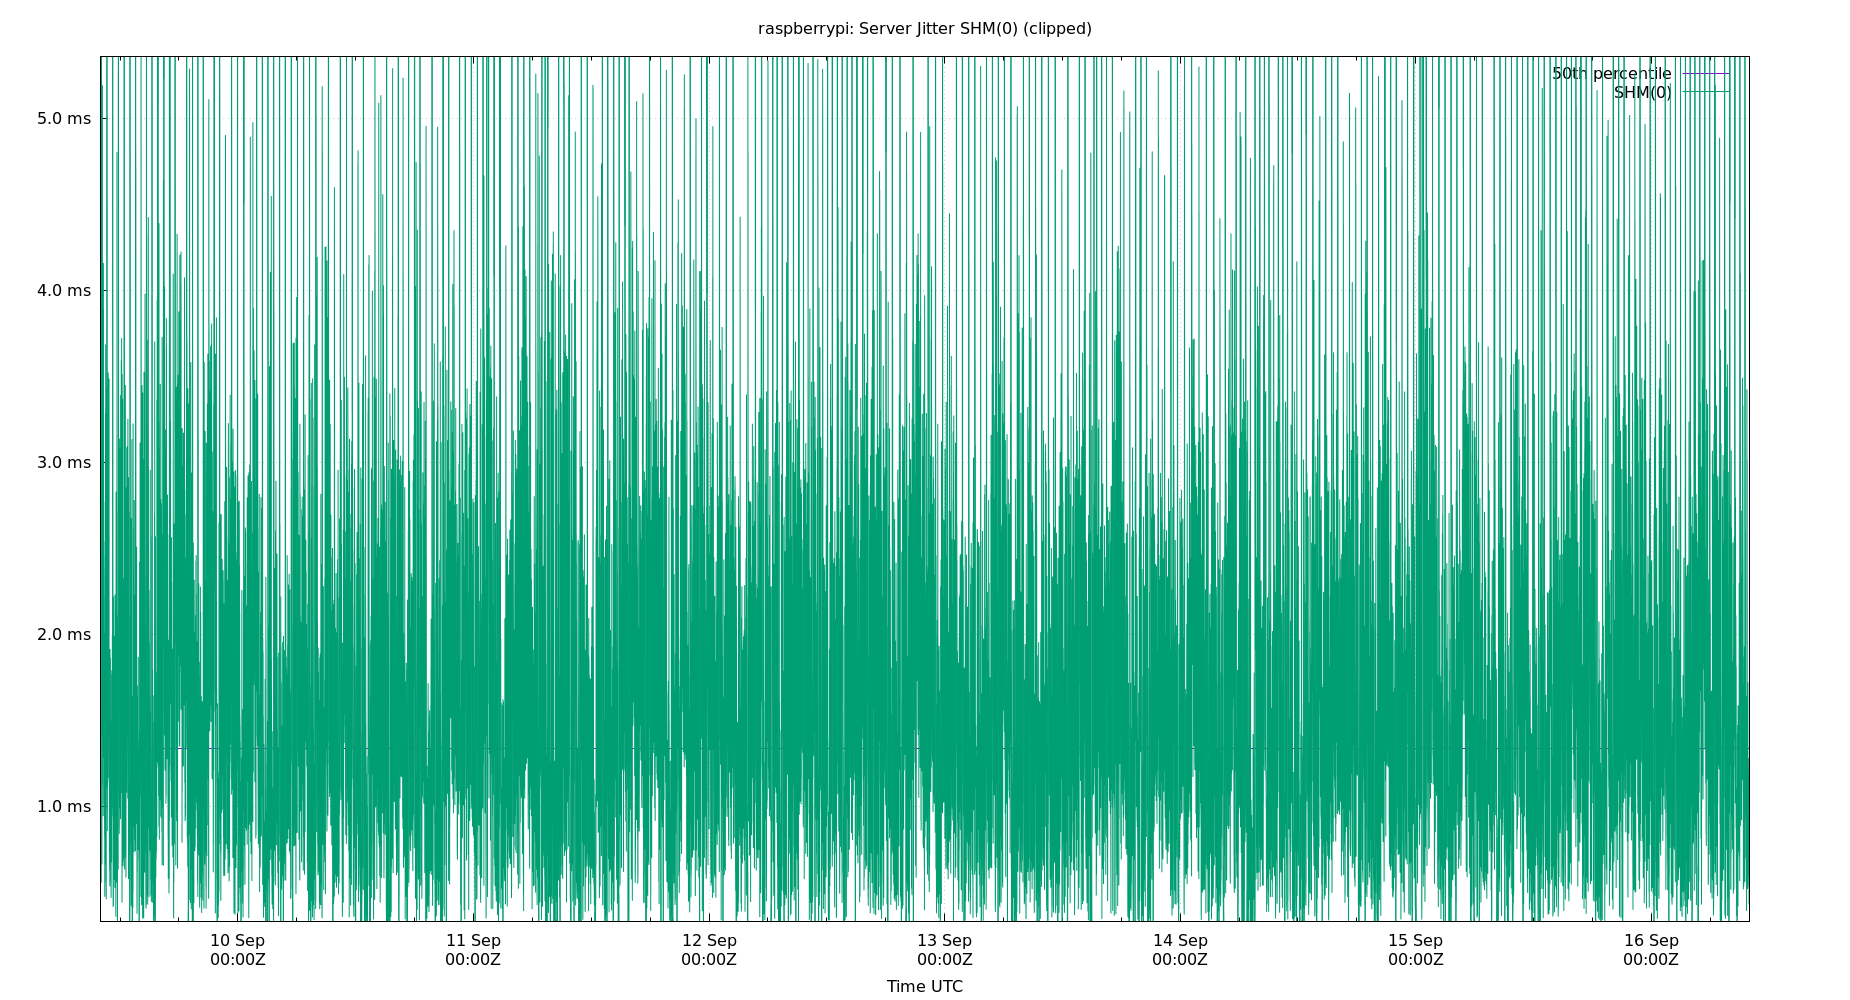 raspberrypi: Server Jitter SHM(0) (clipped)
50th percentile
SHM(0)
5.0 ms
4.0 ms
3.0 ms
2.0 ms
1.0 ms
10 Sep
00:00Z
11 Sep
00:00Z
12 Sep
00:00Z
13 Sep
00:00Z
14 Sep
00:00Z
15 Sep
00:00Z
16 Sep
00:00Z
Time UTC